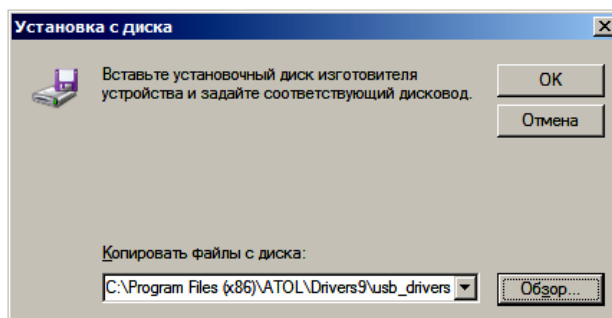 Установка с диска
Вставьте установочный диск изготовителя
устройства и задайте соответствующий дисковод.
OK
Отмена
Копировать файлы с диска:
C:\Program Files (x86)\ATOL\Drivers9\usb_drivers
Обзор...